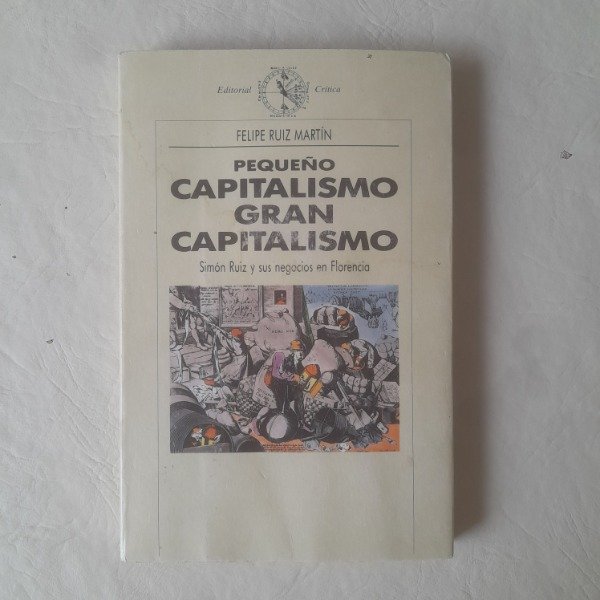 Editorial Crítica
FELIPE RUIZ MARTÍN
PEQUEÑO
CAPITALISMO
GRAN
CAPITALISMO
Simón Ruiz y sus negocios en Florencia